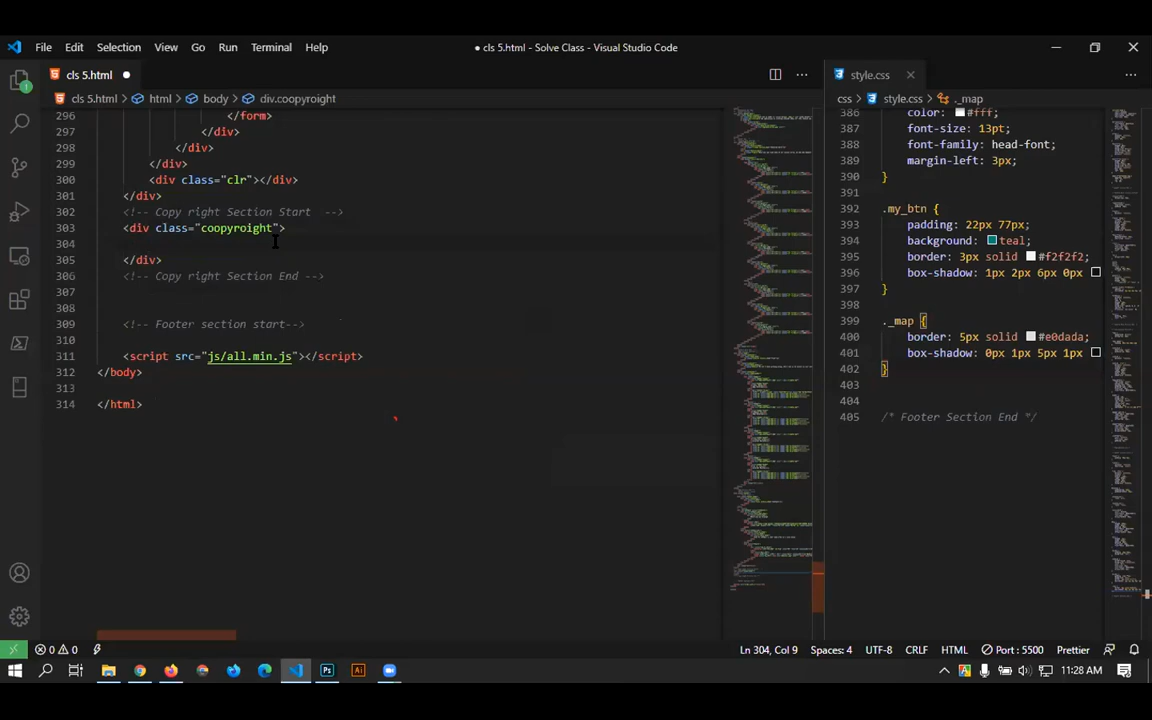 File Edit Selection View Go Run Terminal Help
● cls 5.html - Solve Class - Visual Studio Code
cls 5.html ●
cls 5.html > html > body > div.coopyroight
296 </form>
297 </div>
298 </div>
299 </div>
300 <div class="clr"></div>
301 </div>
302 <!-- Copy right Section Start  -->
303 <div class="coopyroight">
304
305 </div>
306 <!-- Copy right Section End -->
307
308
309 <!-- Footer section start-->
310
311 <script src="js/all.min.js"></script>
312 </body>
313
314 </html>
style.css
css > style.css > ._map
386 color: #fff;
387 font-size: 13pt;
388 font-family: head-font;
389 margin-left: 3px;
390 }
391
392 .my_btn {
393 padding: 22px 77px;
394 background: teal;
395 border: 3px solid #f2f2f2;
396 box-shadow: 1px 2px 6px 0px
397 }
398
399 ._map {
400 border: 5px solid #e0dada;
401 box-shadow: 0px 1px 5px 1px
402 }
403
404
405 /* Footer Section End */
0 0 Ln 304, Col 9 Spaces: 4 UTF-8 CRLF HTML Port : 5500 Prettier
Ps Ai 11:28 AM